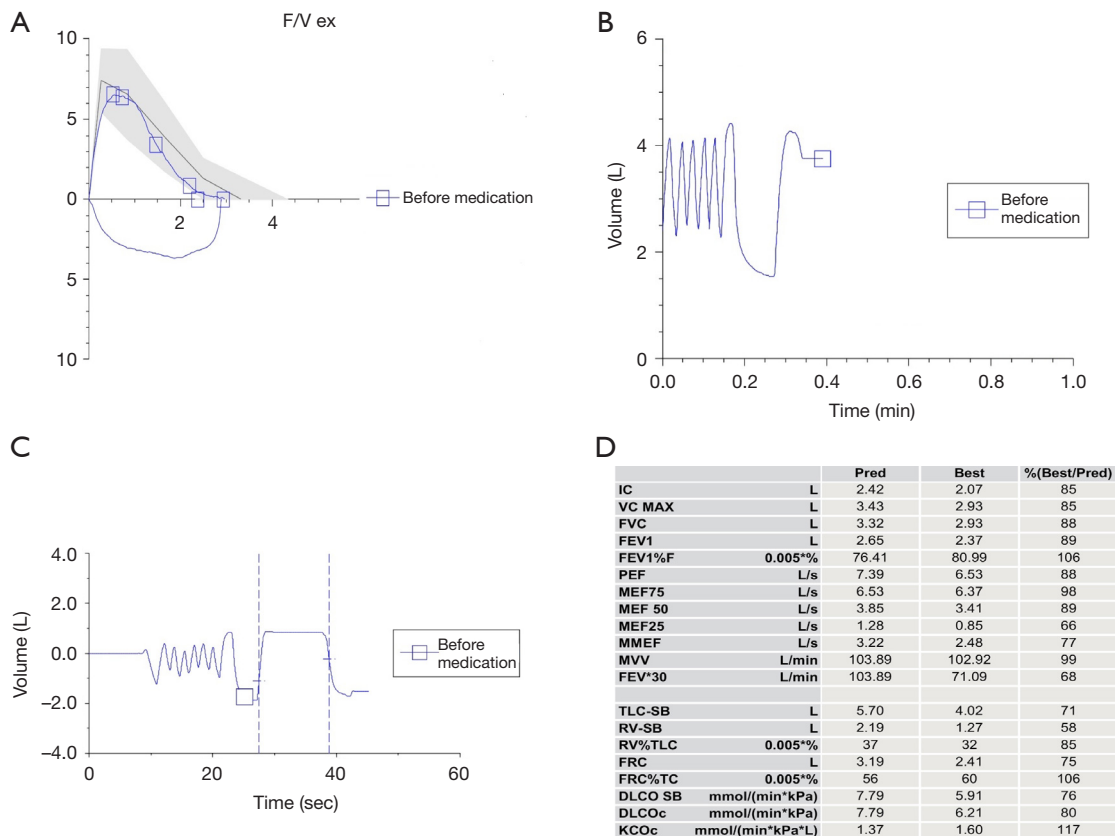 A
F/V ex
10
5
0
5
10
2
4
Before medication
B
6
4
2
0
Volume (L)
0.0
0.2
0.4
0.6
0.8
1.0
Time (min)
Before
medication
C
4.0
2.0
0.0
−2.0
−4.0
Volume (L)
0
20
40
60
Time (sec)
Before
medication
D
Pred Best %(Best/Pred)
IC L 2.42 2.07 85
VC MAX L 3.43 2.93 85
FVC L 3.32 2.93 88
FEV1 L 2.65 2.37 89
FEV1%F 0.005*% 76.41 80.99 106
PEF L/s 7.39 6.53 88
MEF75 L/s 6.53 6.37 98
MEF 50 L/s 3.85 3.41 89
MEF25 L/s 1.28 0.85 66
MMEF L/s 3.22 2.48 77
MVV L/min 103.89 102.92 99
FEV*30 L/min 103.89 71.09 68
TLC-SB L 5.70 4.02 71
RV-SB L 2.19 1.27 58
RV%TLC 0.005*% 37 32 85
FRC L 3.19 2.41 75
FRC%TC 0.005*% 56 60 106
DLCO SB mmol/(min*kPa) 7.79 5.91 76
DLCOc mmol/(min*kPa) 7.79 6.21 80
KCOc mmol/(min*kPa*L) 1.37 1.60 117